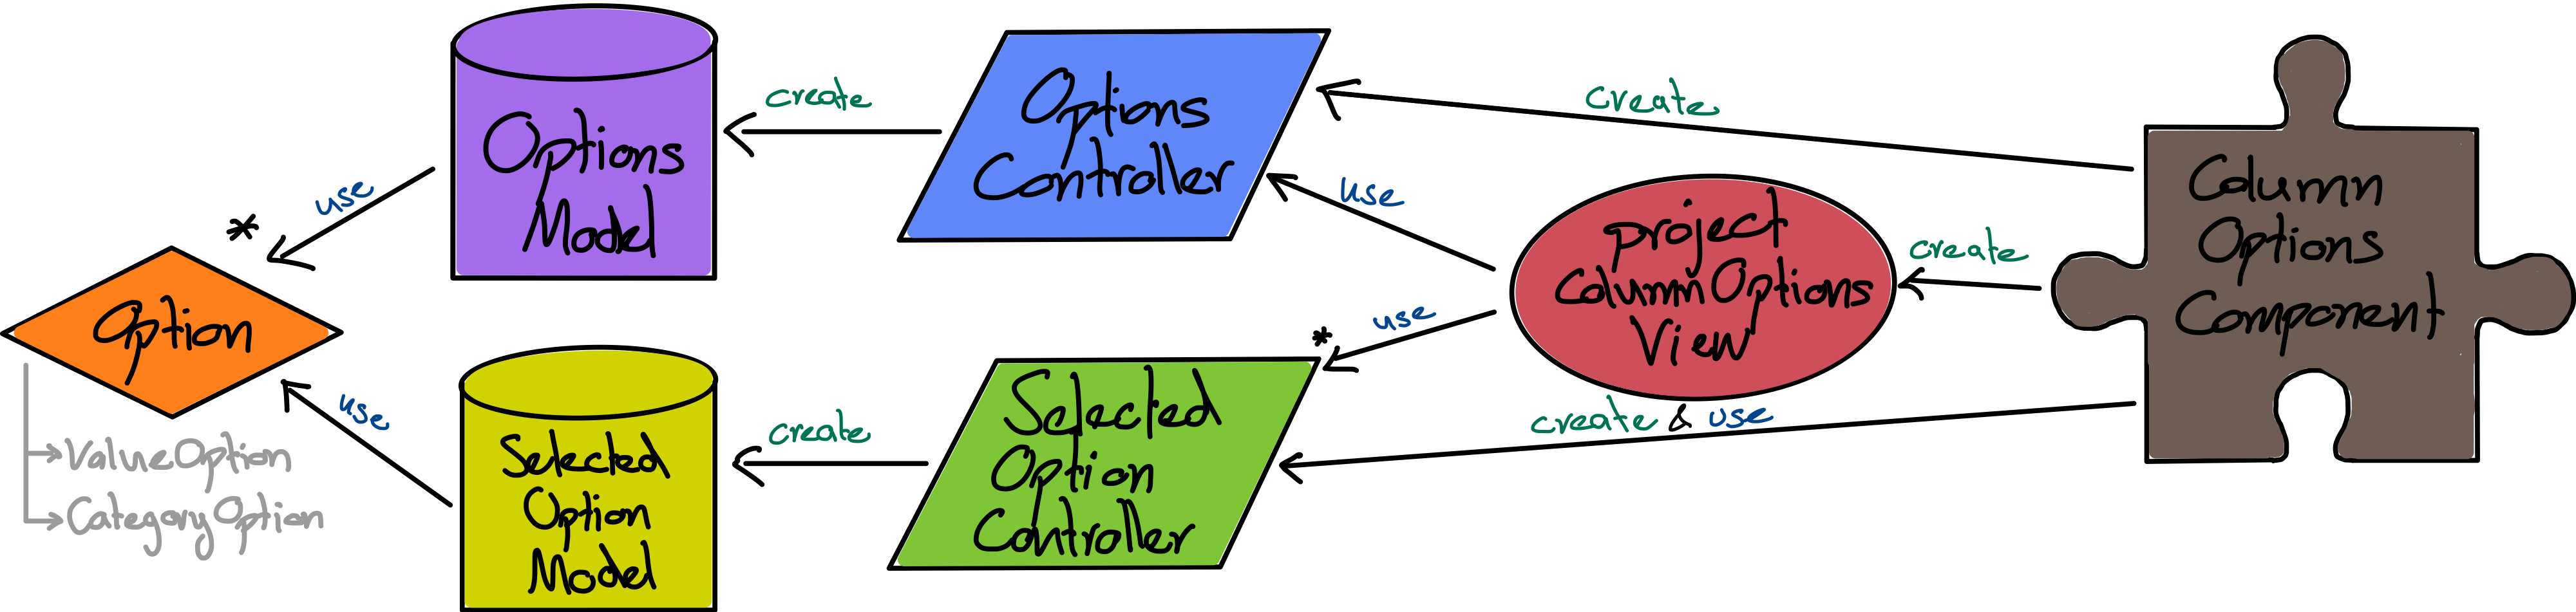 Options
Model
create
Options
Controller
create
Column
Options
Component
use
*
use
project
ColumnOptions
View
create
Option
use
*
use
create & use
ValueOption
CategoryOption
Selected
Option
Model
create
Selected
Option
Controller